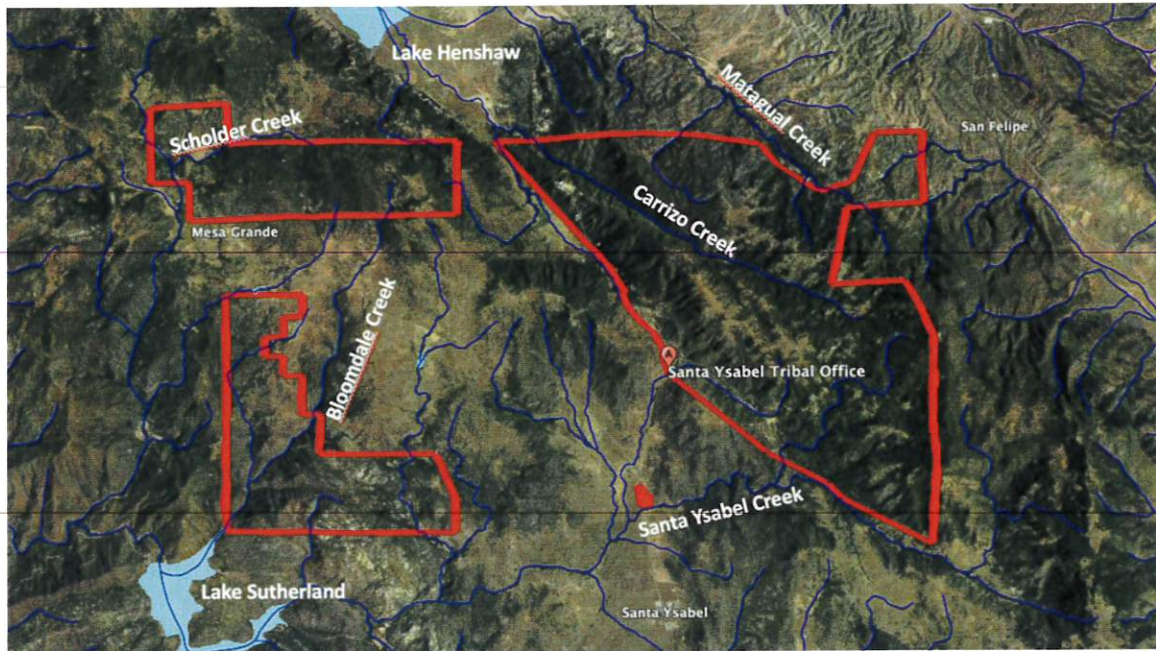 Lake Henshaw
Matagual Creek
Scholder Creek
San Felipe
Carrizo Creek
Mesa Grande
Bloomdale Creek
A
Santa Ysabel Tribal Office
Santa Ysabel Creek
Lake Sutherland
Santa Ysabel